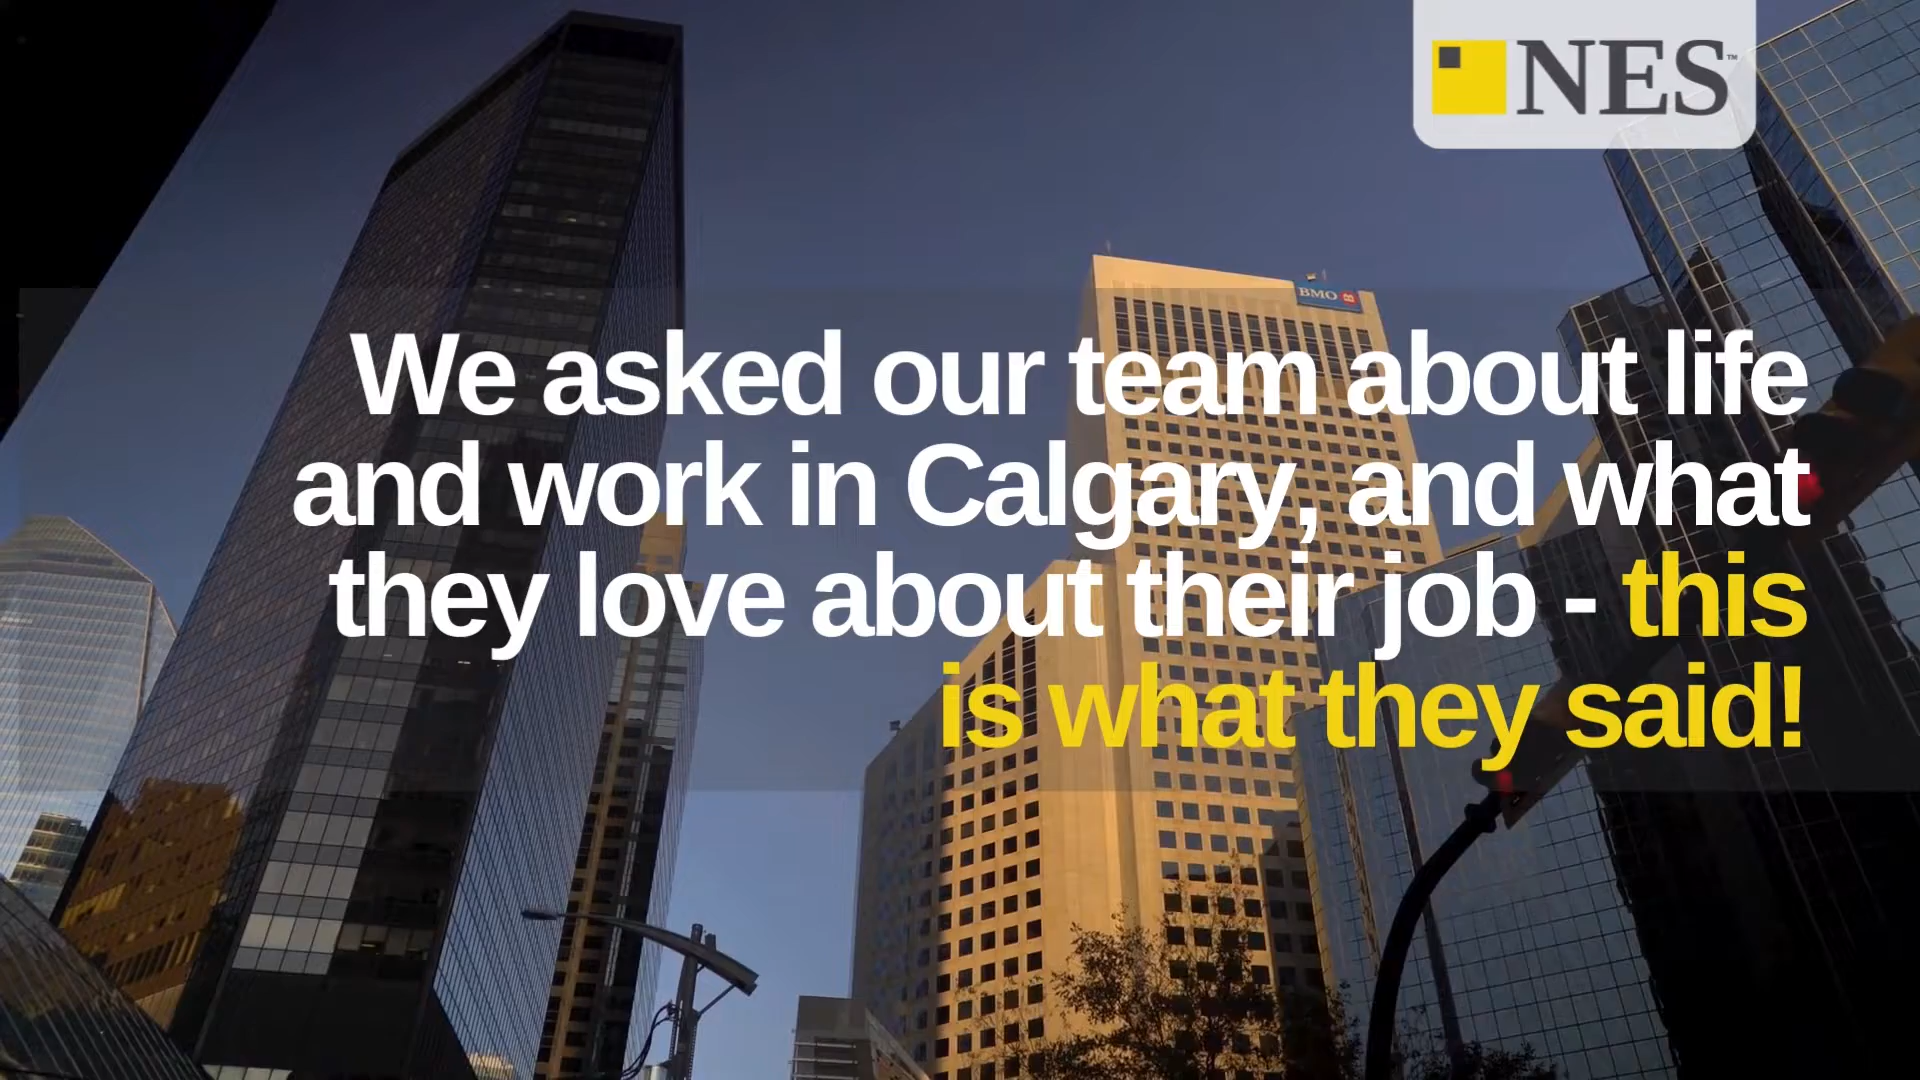 NES™
BMO
We asked our team about life
and work in Calgary, and what
they love about their job - this
is what they said!